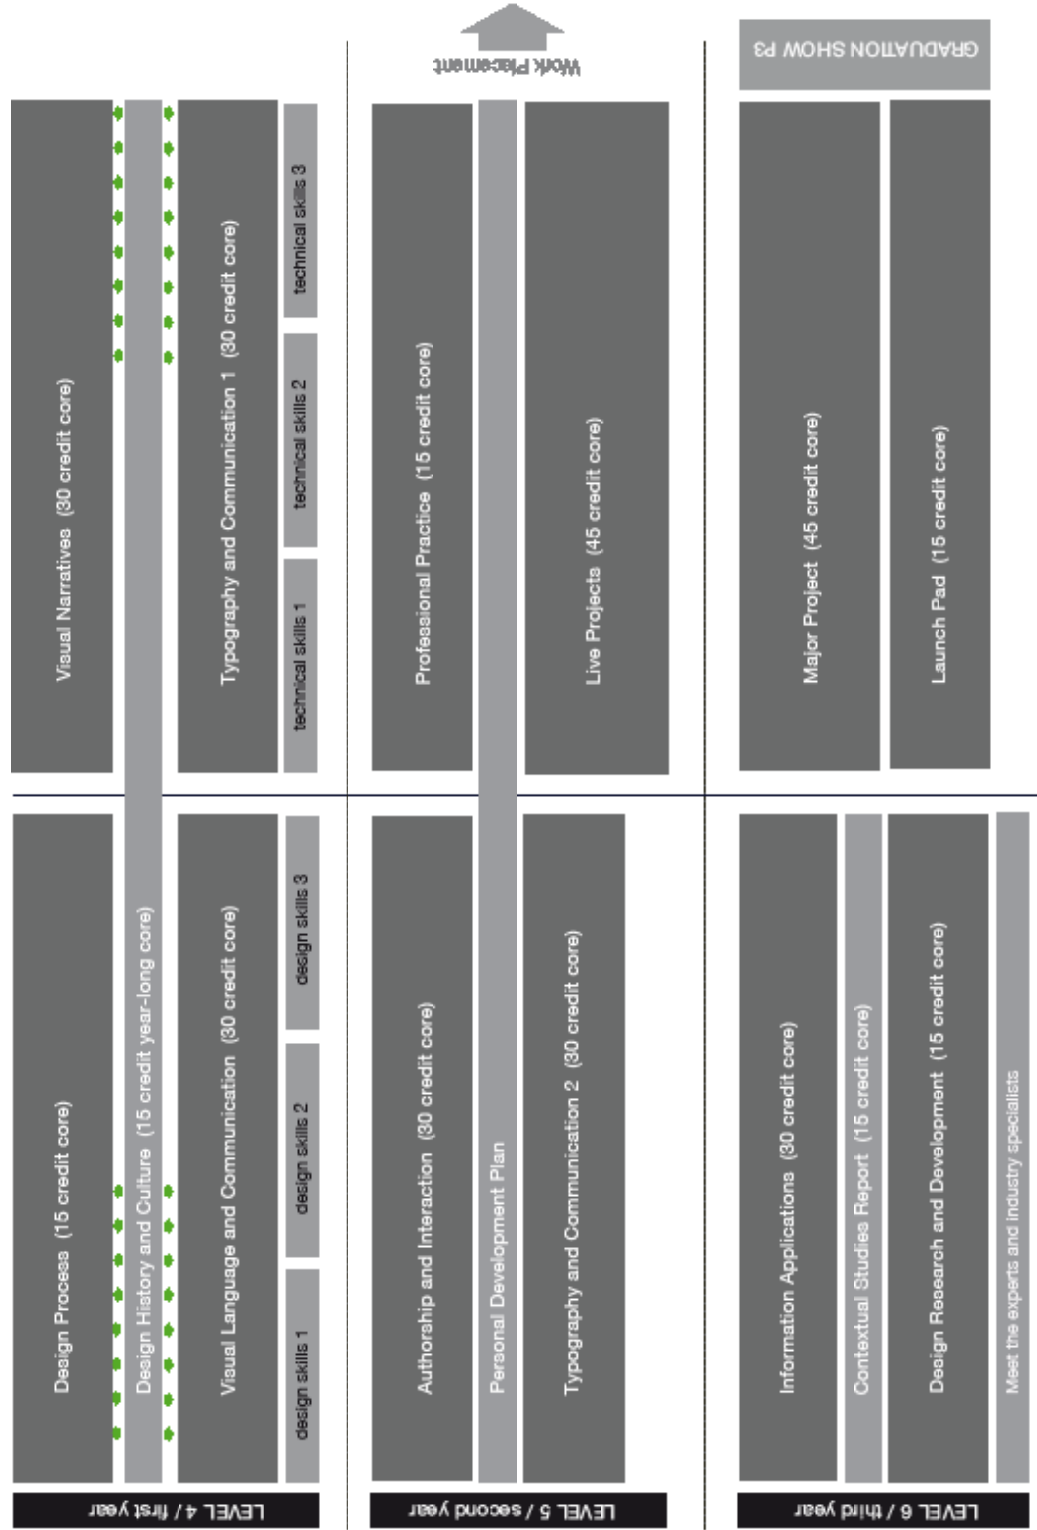 LEVEL 4 / first year
Design Process (15 credit core)
Visual Narratives (30 credit core)
Design History and Culture (15 credit year-long core)
Visual Language and Communication (30 credit core)
Typography and Communication 1 (30 credit core)
design skills 1
design skills 2
design skills 3
technical skills 1
technical skills 2
technical skills 3
LEVEL 5 / second year
Authorship and Interaction (30 credit core)
Professional Practice (15 credit core)
Personal Development Plan
Work Placement
Typography and Communication 2 (30 credit core)
Live Projects (45 credit core)
LEVEL 6 / third year
Information Applications (30 credit core)
Major Project (45 credit core)
Contextual Studies Report (15 credit core)
Design Research and Development (15 credit core)
Launch Pad (15 credit core)
Meet the experts and industry specialists
GRADUATION SHOW P3